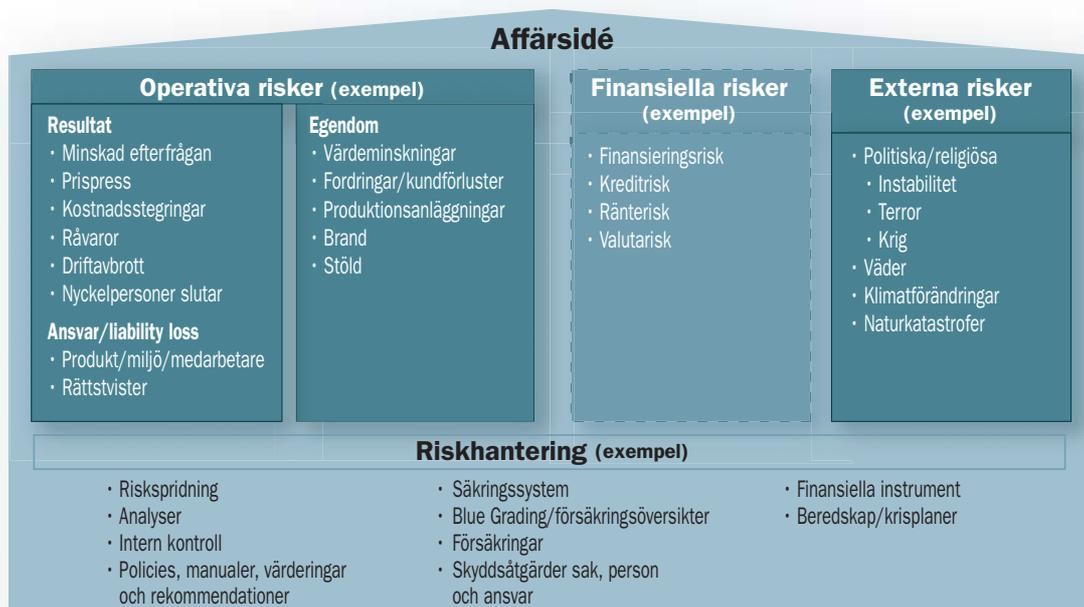 Affärsidé
Operativa risker (exempel)
Resultat
· Minskad efterfrågan
· Prispress
· Kostnadsstegringar
· Råvaror
· Driftavbrott
· Nyckelpersoner slutar
Ansvar/liability loss
· Produkt/miljö/medarbetare
· Rättstvister
Egendom
· Värdeminskningar
· Fordringar/kundförluster
· Produktionsanläggningar
· Brand
· Stöld
Finansiella risker
(exempel)
· Finansieringsrisk
· Kreditrisk
· Ränterisk
· Valutarisk
Externa risker
(exempel)
· Politiska/religiösa
· Instabilitet
· Terror
· Krig
· Väder
· Klimatförändringar
· Naturkatastrofer
Riskhantering (exempel)
· Riskspridning
· Analyser
· Intern kontroll
· Policies, manualer, värderingar
och rekommendationer
· Säkringssystem
· Blue Grading/försäkringsöversikter
· Försäkringar
· Skyddsåtgärder sak, person
och ansvar
· Finansiella instrument
· Beredskap/krisplaner